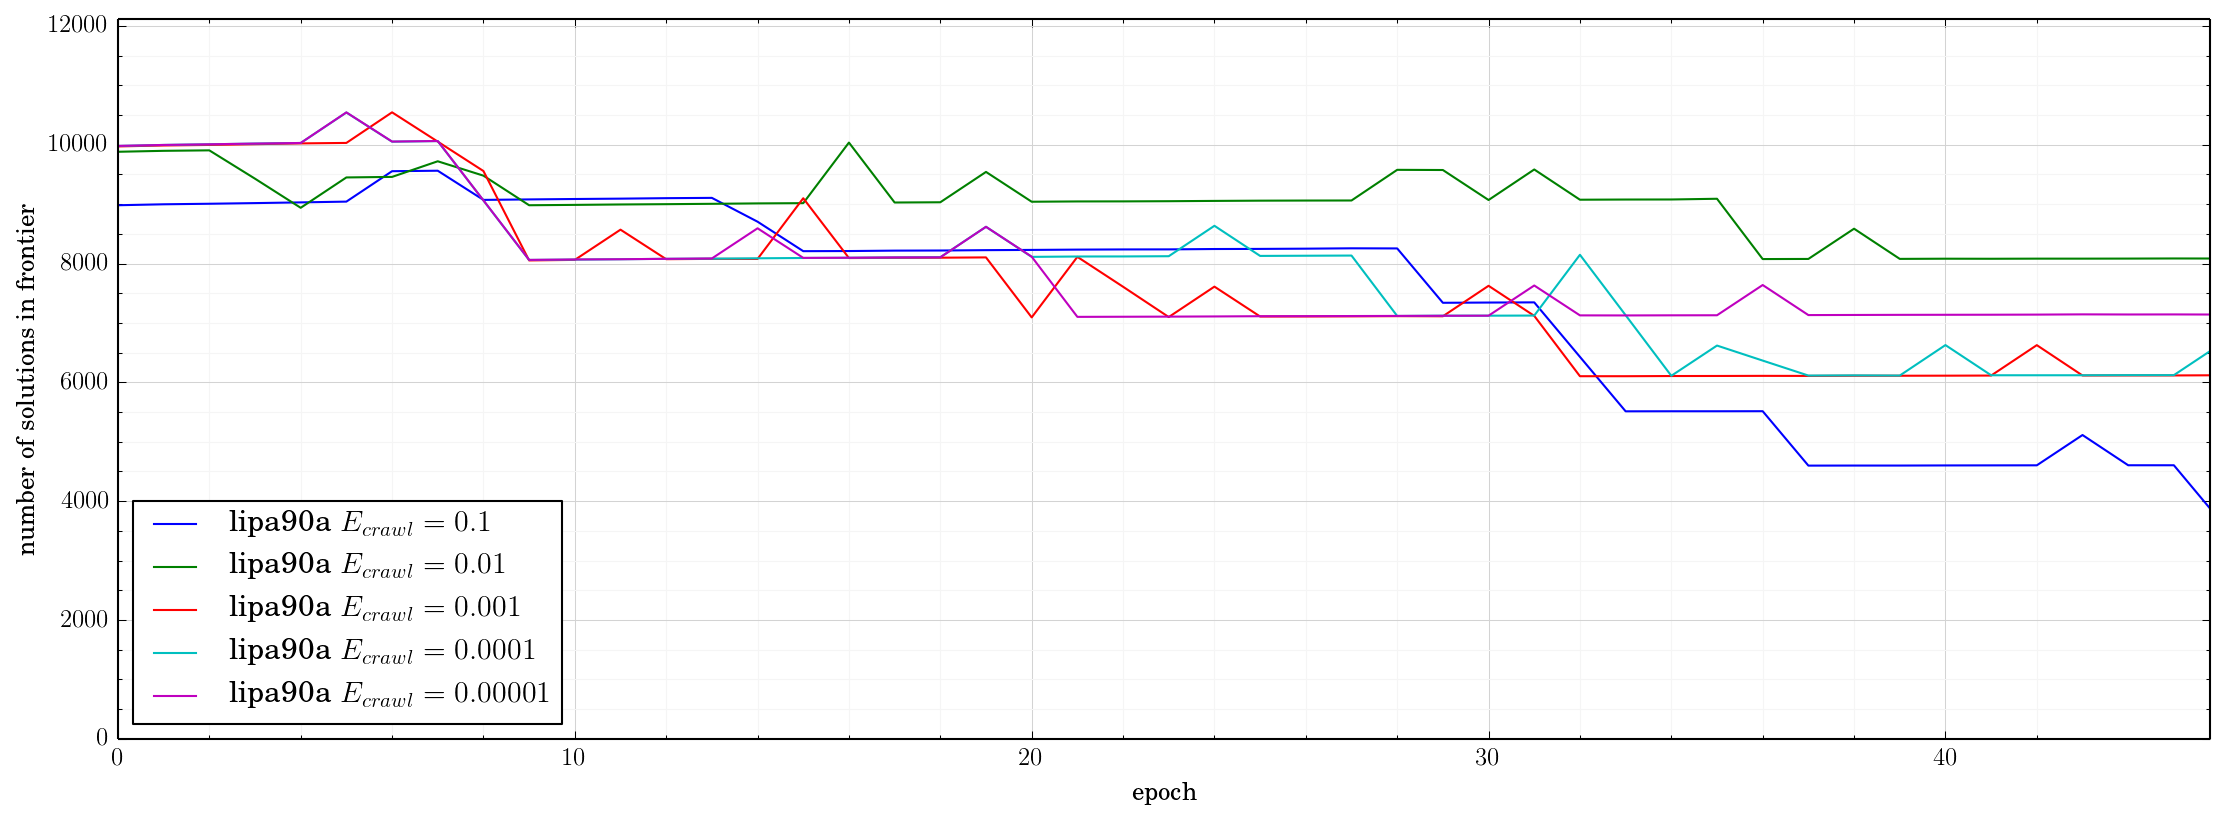 12000
10000
8000
6000
4000
2000
0
number of solutions in frontier
lipa90a E_crawl = 0.1
lipa90a E_crawl = 0.01
lipa90a E_crawl = 0.001
lipa90a E_crawl = 0.0001
lipa90a E_crawl = 0.00001
0 10 20 30 40
epoch